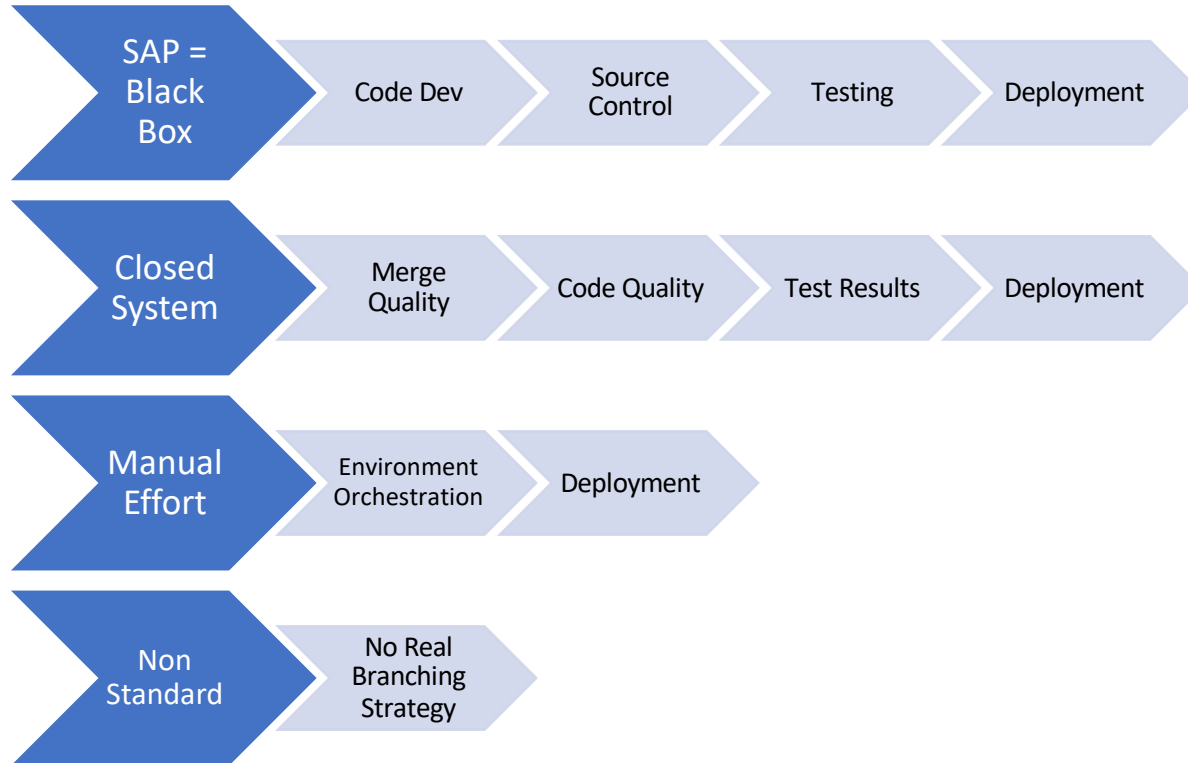 SAP =
Black
Box
Code Dev
Source
Control
Testing
Deployment
Closed
System
Merge
Quality
Code Quality
Test Results
Deployment
Manual
Effort
Environment
Orchestration
Deployment
Non
Standard
No Real
Branching
Strategy